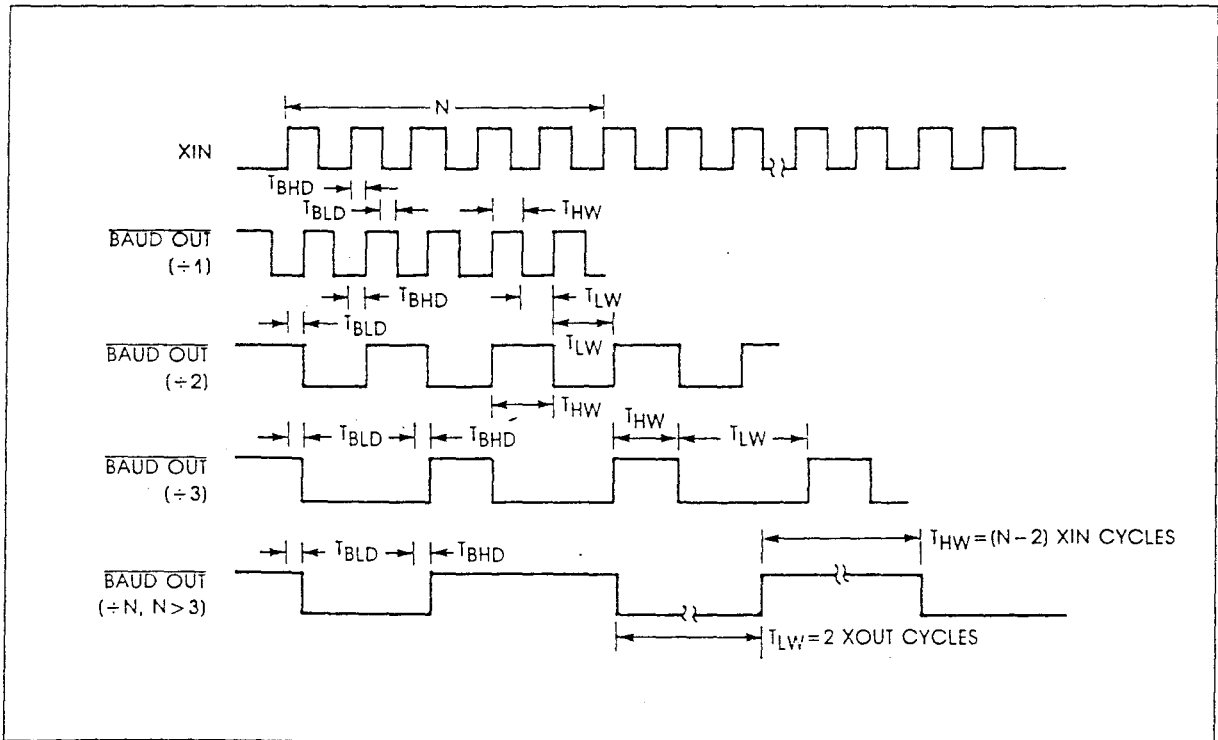 N
XIN
TBHD
TBLD
THW
BAUD OUT
(÷1)
TBHD
TLW
TBLD
BAUD OUT
(÷2)
TLW
THW
THW
TBLD
TBHD
TLW
BAUD OUT
(÷3)
TBLD
TBHD
THW=(N-2) XIN CYCLES
BAUD OUT
(÷N, N>3)
TLW=2 XOUT CYCLES